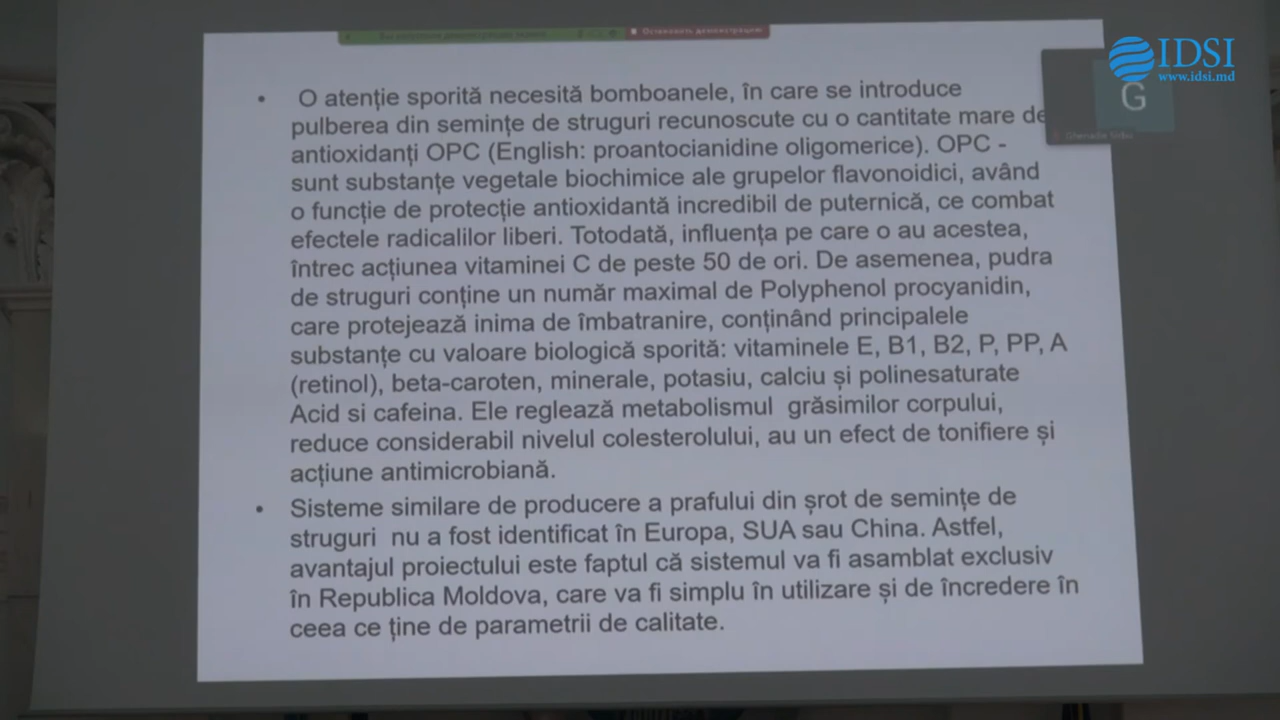 Остановить демонстрацию
IDSI
www.idsi.md
G
• O atenție sporită necesită bomboanele, în care se introduce
pulberea din semințe de struguri recunoscute cu o cantitate mare de
antioxidanți OPC (English: proantocianidine oligomerice). OPC -
sunt substanțe vegetale biochimice ale grupelor flavonoidici, având
o funcție de protecție antioxidantă incredibil de puternică, ce combat
efectele radicalilor liberi. Totodată, influența pe care o au acestea,
întrec acțiunea vitaminei C de peste 50 de ori. De asemenea, pudra
de struguri conține un număr maximal de Polyphenol procyanidin,
care protejează inima de îmbatranire, conținând principalele
substanțe cu valoare biologică sporită: vitaminele E, B1, B2, P, PP, A
(retinol), beta-caroten, minerale, potasiu, calciu și polinesaturate
Acid si cafeina. Ele reglează metabolismul grăsimilor corpului,
reduce considerabil nivelul colesterolului, au un efect de tonifiere și
acțiune antimicrobiană.
• Sisteme similare de producere a prafului din șrot de semințe de
struguri nu a fost identificat în Europa, SUA sau China. Astfel,
avantajul proiectului este faptul că sistemul va fi asamblat exclusiv
în Republica Moldova, care va fi simplu în utilizare și de încredere în
ceea ce ține de parametrii de calitate.